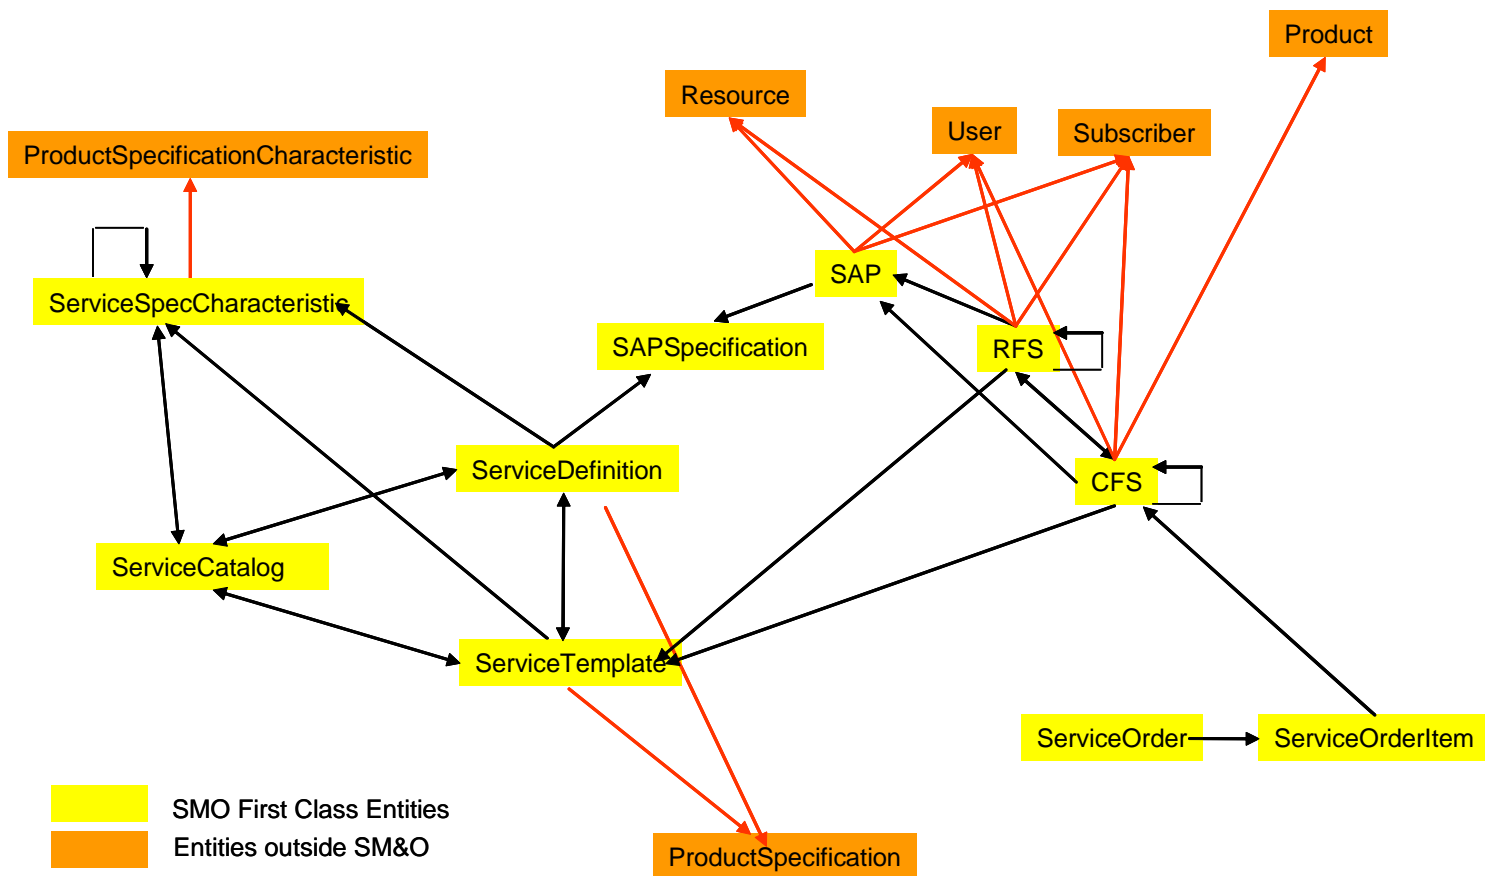 Product
Resource
User
Subscriber
ProductSpecificationCharacteristic
SAP
ServiceSpecCharacteristic
SAPSpecification
RFS
ServiceDefinition
CFS
ServiceCatalog
ServiceTemplate
ServiceOrder
ServiceOrderItem
SMO First Class Entities
Entities outside SM&O
ProductSpecification